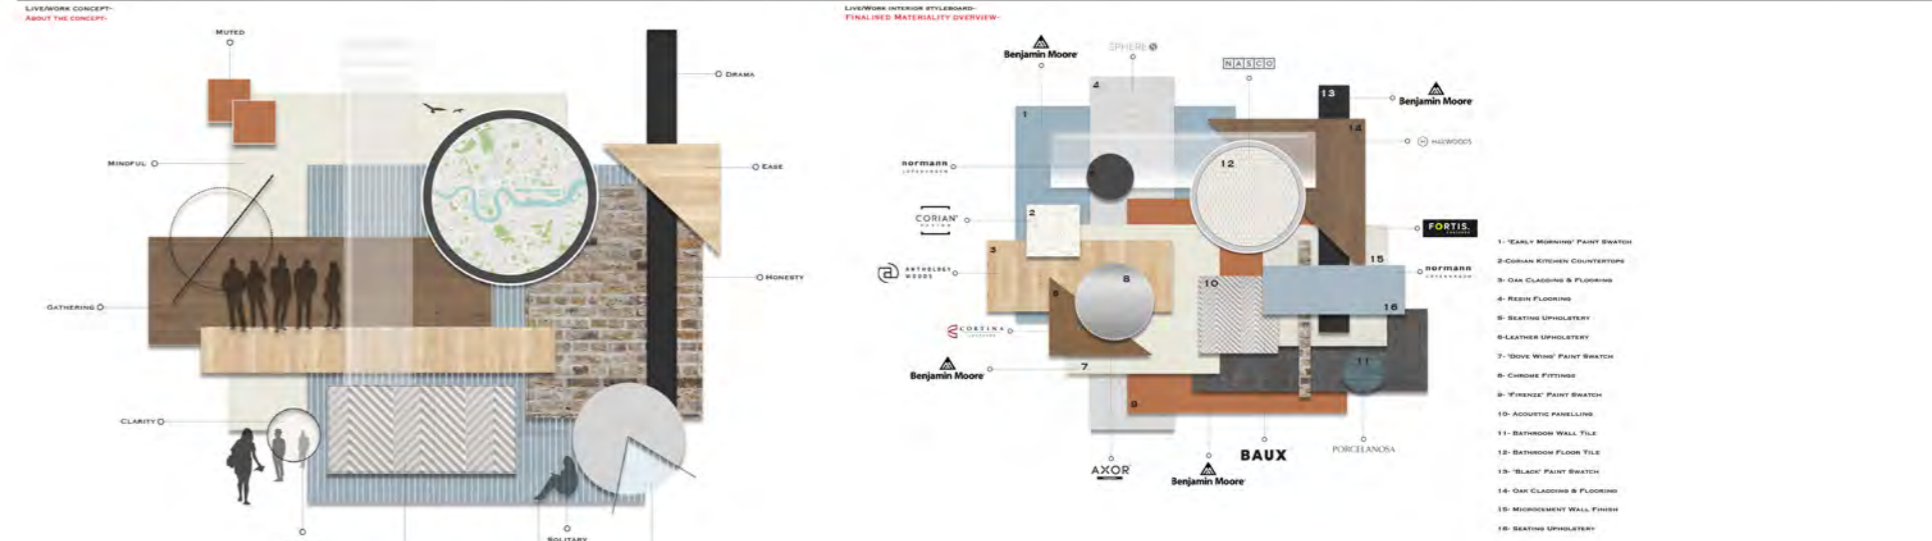 LIVE/WORK CONCEPT-
ABOUT THE CONCEPT-
MUTED
DRAMA
MINDFUL
EASE
HONESTY
GATHERING
CLARITY
SOLITARY
LIVE/WORK INTERIOR STYLEBOARD-
FINALISED MATERIALITY OVERVIEW-
Benjamin Moore
SPHERE 8
NASCO
Benjamin Moore
HARWOODS
normann
COPENHAGEN
CORIAN
DESIGN
ANTHOLOGY
WOODS
CORTINA
LEATHERS
Benjamin Moore
FORTIS.
normann
COPENHAGEN
AXOR
Benjamin Moore
BAUX
PORCELANOSA
1
4
13
14
12
2
3
15
8
6
10
16
7
11
9
1- 'EARLY MORNING' PAINT SWATCH
2-CORIAN KITCHEN COUNTERTOPS
3- OAK CLADDING & FLOORING
4- RESIN FLOORING
5- SEATING UPHOLSTERY
6-LEATHER UPHOLSTERY
7- 'DOVE WING' PAINT SWATCH
8- CHROME FITTINGS
9- 'FIRENZE' PAINT SWATCH
10- ACOUSTIC PANELLING
11- BATHROOM WALL TILE
12- BATHROOM FLOOR TILE
13- 'BLACK' PAINT SWATCH
14- OAK CLADDING & FLOORING
15- MICROCEMENT WALL FINISH
16- SEATING UPHOLSTERY